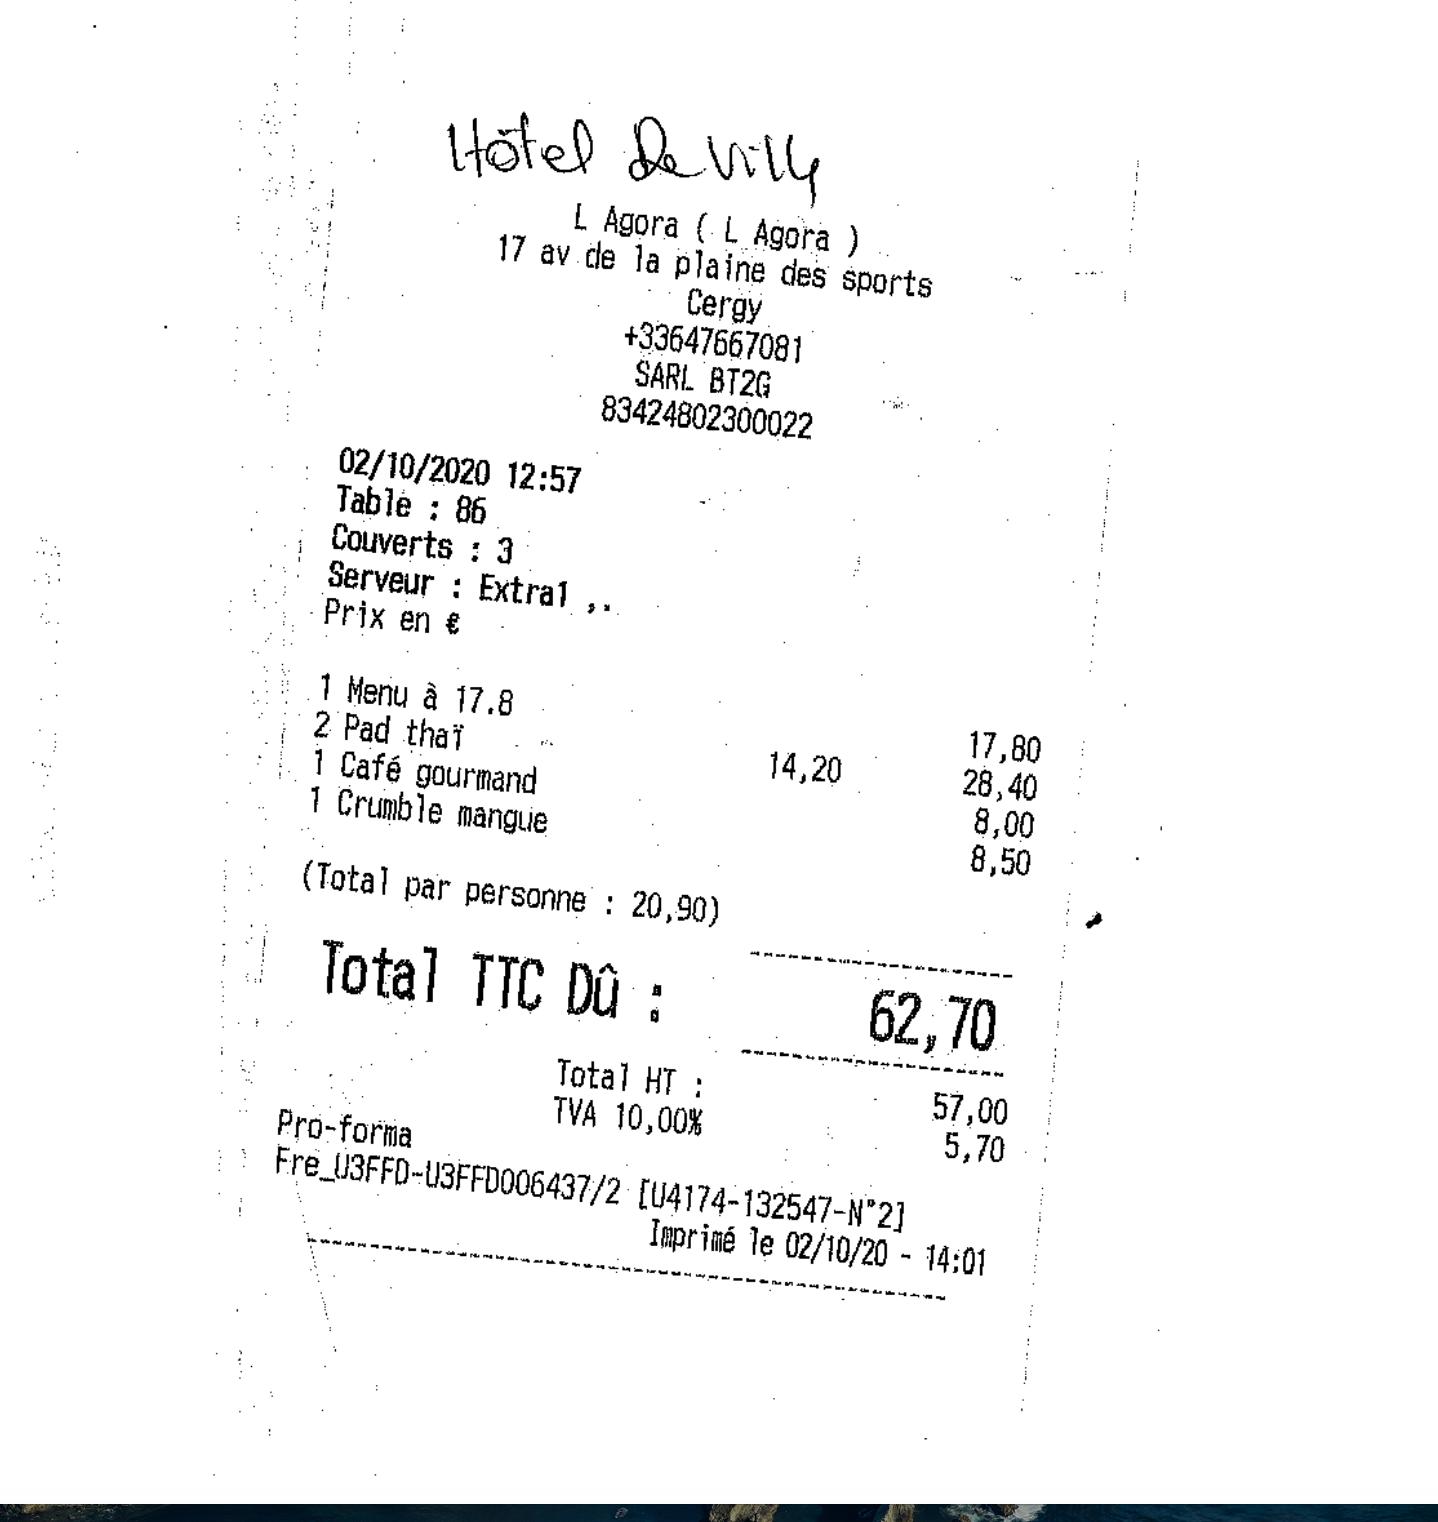 Hôtel de Ville
L Agora ( L Agora )
17 av de la plaine des sports
Cergy
+33647667081
SARL BT2G
83424802300022
02/10/2020 12:57
Table : 86
Couverts : 3
Serveur : Extra1 ,.
Prix en €
1 Menu à 17.8 17,80
2 Pad thaï 14,20 28,40
1 Café gourmand 8,00
1 Crumble mangue 8,50
(Total par personne : 20,90)
Total TTC Dû : 62,70
Total HT : 57,00
TVA 10,00% 5,70
Pro-forma
Fre_U3FFD-U3FFD006437/2 [U4174-132547-N°2]
Imprimé le 02/10/20 - 14:01